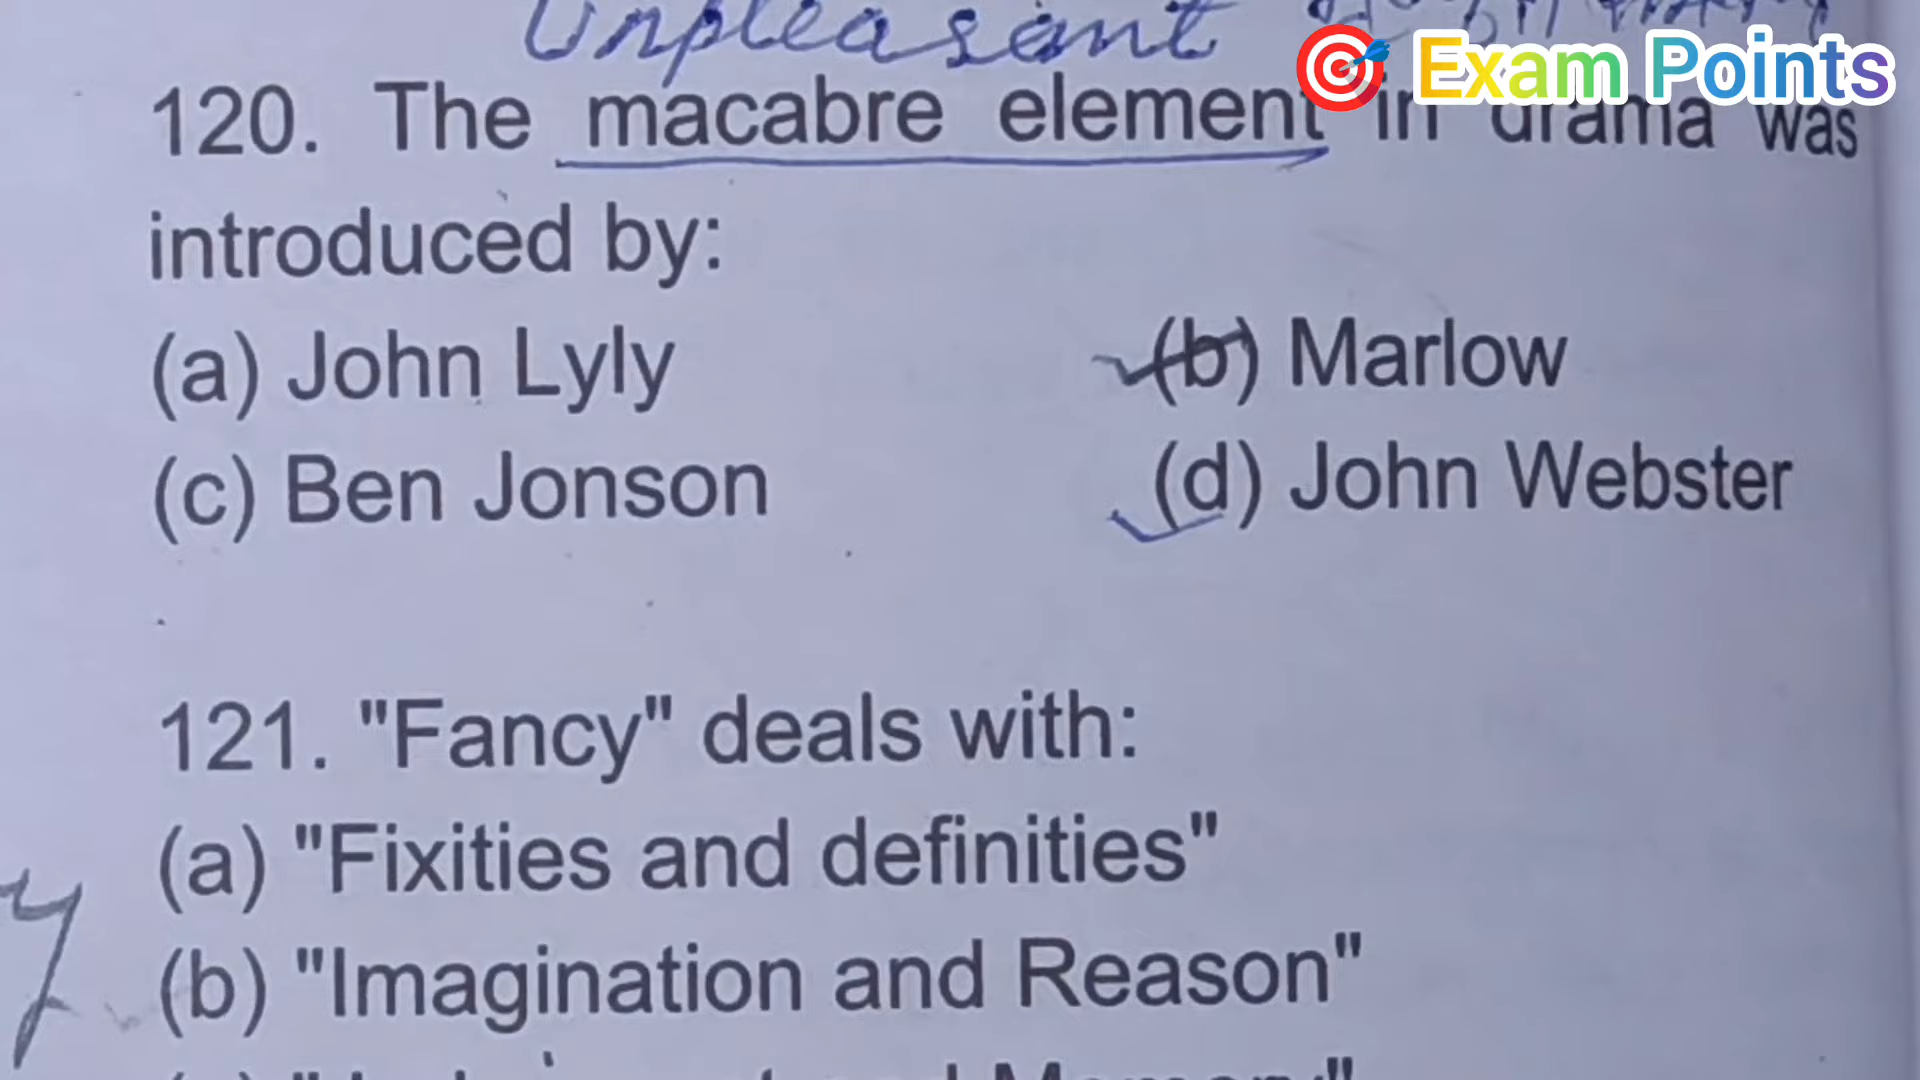 Unpleasant
Exam Points
120. The macabre element in drama was
introduced by:
(a) John Lyly
(b) Marlow
(c) Ben Jonson
(d) John Webster
121. "Fancy" deals with:
(a) "Fixities and definities"
(b) "Imagination and Reason"